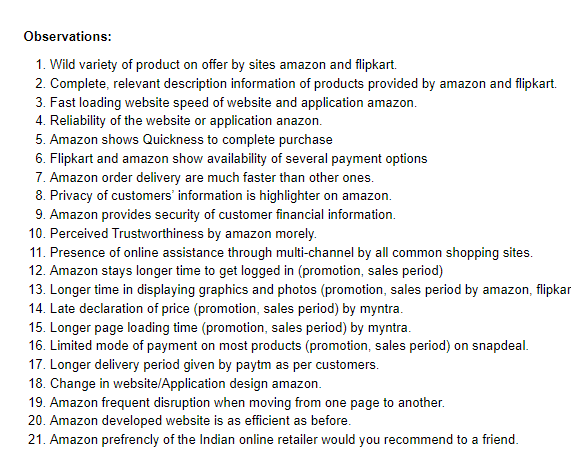 Observations:
1. Wild variety of product on offer by sites amazon and flipkart.
2. Complete, relevant description information of products provided by amazon and flipkart.
3. Fast loading website speed of website and application amazon.
4. Reliability of the website or application anazon.
5. Amazon shows Quickness to complete purchase
6. Flipkart and amazon show availability of several payment options
7. Amazon order delivery are much faster than other ones.
8. Privacy of customers' information is highlighter on amazon.
9. Amazon provides security of customer financial information.
10. Perceived Trustworthiness by amazon morely.
11. Presence of online assistance through multi-channel by all common shopping sites.
12. Amazon stays longer time to get logged in (promotion, sales period)
13. Longer time in displaying graphics and photos (promotion, sales period by amazon, flipkar
14. Late declaration of price (promotion, sales period) by myntra.
15. Longer page loading time (promotion, sales period) by myntra.
16. Limited mode of payment on most products (promotion, sales period) on snapdeal.
17. Longer delivery period given by paytm as per customers.
18. Change in website/Application design amazon.
19. Amazon frequent disruption when moving from one page to another.
20. Amazon developed website is as efficient as before.
21. Amazon prefrencly of the Indian online retailer would you recommend to a friend.